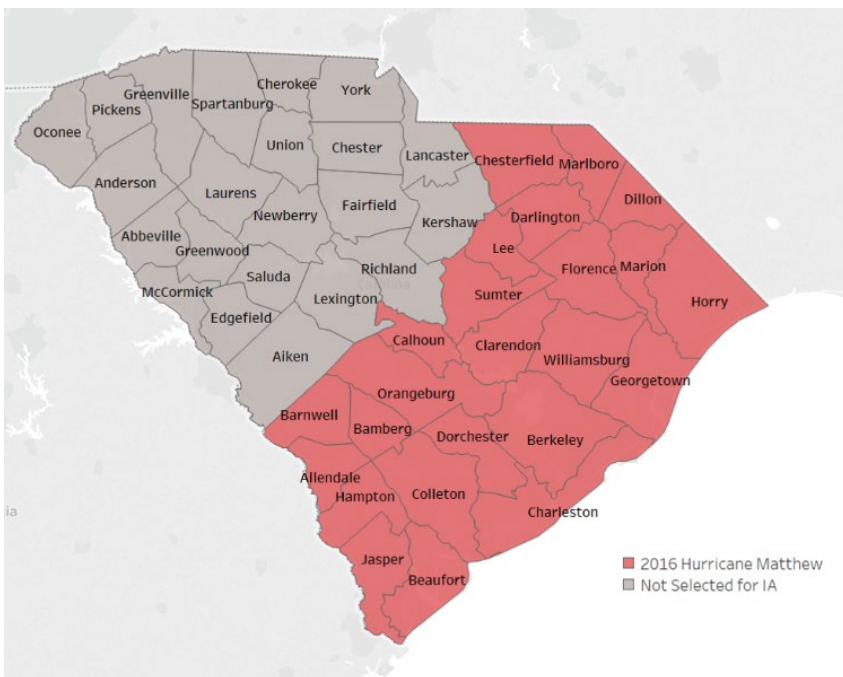 Cherokee
York
Greenville
Spartanburg
Pickens
Oconee
Union
Chester
Lancaster
Chesterfield
Marlboro
Anderson
Laurens
Dillon
Newberry
Fairfield
Kershaw
Darlington
Abbeville
Greenwood
Lee
Saluda
Richland
Florence
Marion
McCormick
Lexington
Sumter
Horry
Edgefield
Calhoun
Clarendon
Aiken
Williamsburg
Georgetown
Orangeburg
Barnwell
Bamberg
Dorchester
Berkeley
Allendale
Hampton
Colleton
Charleston
ia
Jasper
Beaufort
2016 Hurricane Matthew
Not Selected for IA